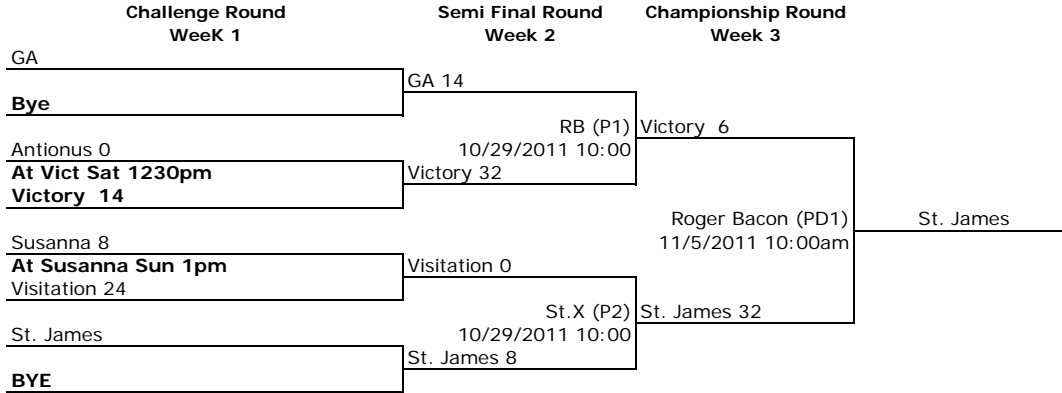 Challenge Round Semi Final Round Championship Round
WeeK 1 Week 2 Week 3
GA
GA 14
Bye
RB (P1) Victory 6
Antionus 0 10/29/2011 10:00
At Vict Sat 1230pm Victory 32
Victory 14
Roger Bacon (PD1) St. James
Susanna 8 11/5/2011 10:00am
At Susanna Sun 1pm Visitation 0
Visitation 24
St.X (P2) St. James 32
St. James 10/29/2011 10:00
St. James 8
BYE